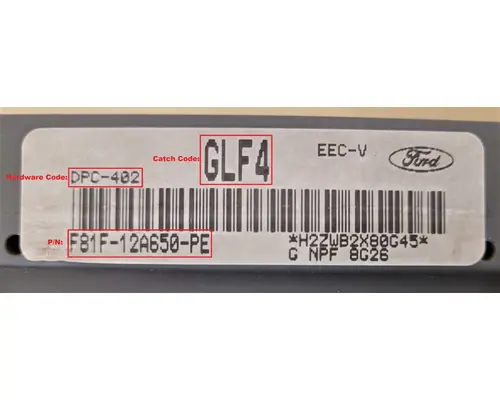 Catch Code: GLF4 EEC-V Ford
Hardware Code: DPC-402
P/N: F81F-12A650-PE *H2ZWB2X80G45*
G NPF 8G26